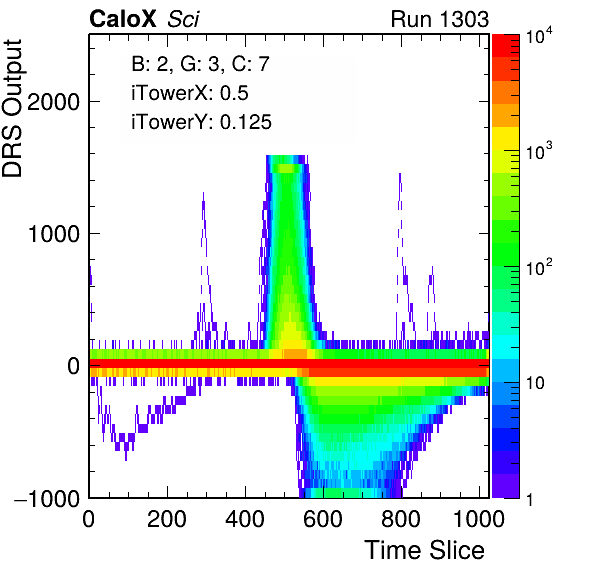 CaloX Sci Run 1303
B: 2, G: 3, C: 7
iTowerX: 0.5
iTowerY: 0.125
DRS Output
2000
1000
0
−1000
0 200 400 600 800 1000
Time Slice
10⁴
10³
10²
10
1